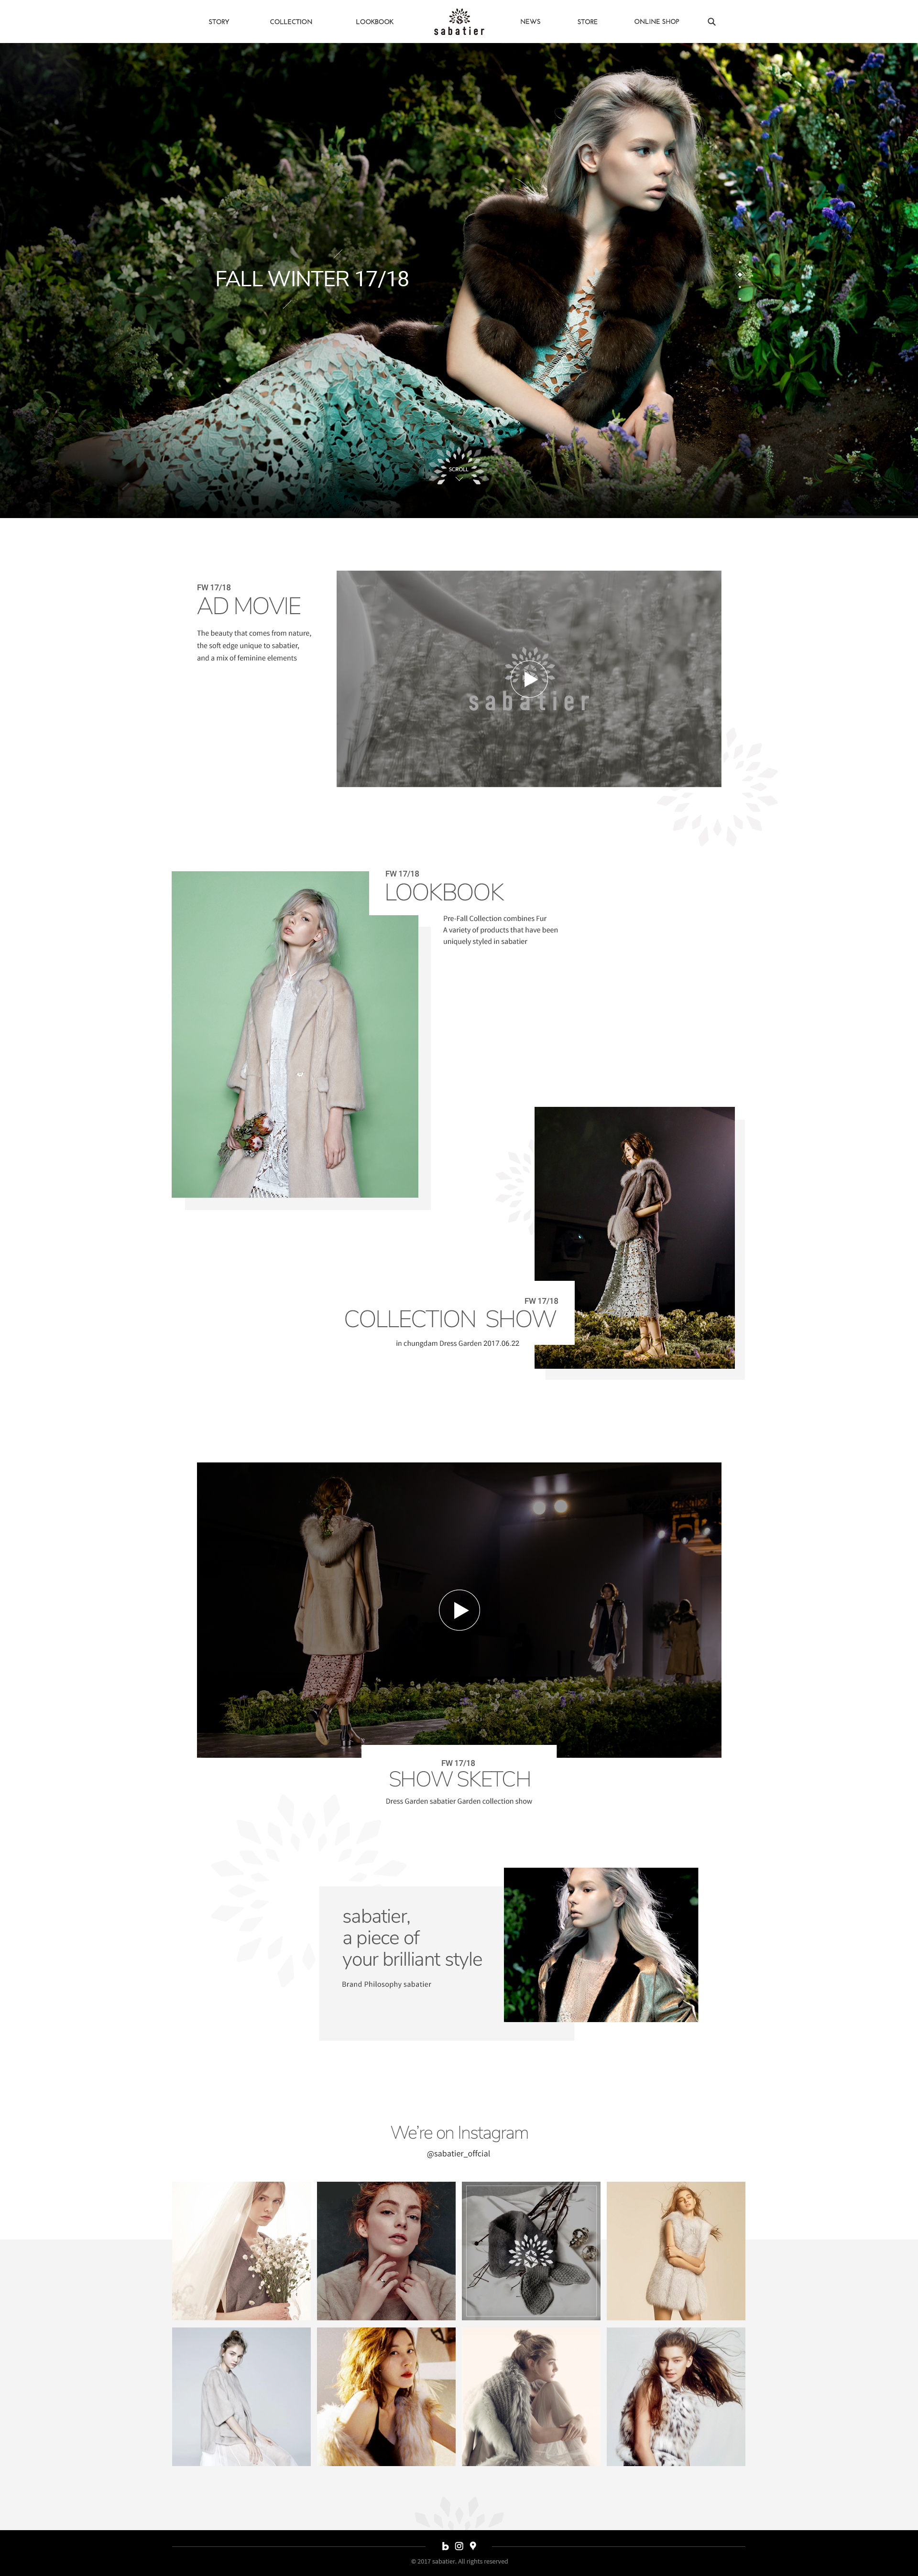 STORY
COLLECTION
LOOKBOOK
sabatier
NEWS
STORE
ONLINE SHOP
FALL WINTER 17/18
SCROLL
FW 17/18
AD MOVIE
The beauty that comes from nature,
the soft edge unique to sabatier,
and a mix of feminine elements
sabatier
FW 17/18
LOOKBOOK
Pre-Fall Collection combines Fur
A variety of products that have been
uniquely styled in sabatier
FW 17/18
COLLECTION SHOW
in chungdam Dress Garden 2017.06.22
FW 17/18
SHOW SKETCH
Dress Garden sabatier Garden collection show
sabatier,
a piece of
your brilliant style
Brand Philosophy sabatier
We're on Instagram
@sabatier_offcial
© 2017 sabatier. All rights reserved